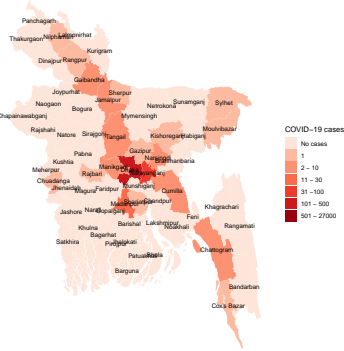 Panchagarh
Lalmonirhat
Thakurgaon
Nilphamari
Kurigram
Dinajpur
Rangpur
Gaibandha
Joypurhat
Sherpur
Jamalpur
Naogaon
Bogura
Netrokona
Sunamganj
Sylhet
Mymensingh
Chapainawabganj
Moulvibazar
Rajshahi
Natore
Sirajgonj
Tangail
Kishoreganj
Habiganj
Gazipur
Pabna
Narsingdi
Brahmanbaria
Kushtia
Manikganj
Meherpur
Rajbari
Chuadanga
Jhenaidah
Magura
Faridpur
Munshiganj
Cumilla
Chandpur
Jashore
Narail
Gopalganj
Madaripur
Khagrachari
Feni
Barishal
Lakshmipur
Noakhali
Rangamati
Khulna
Bagerhat
Satkhira
Jhalokati
Pirojpur
Chattogram
Patuakhali
Bhola
Barguna
Bandarban
Coxs Bazar
COVID−19 cases
No cases
1
2 − 10
11 − 30
31 −100
101 − 500
501 − 27000